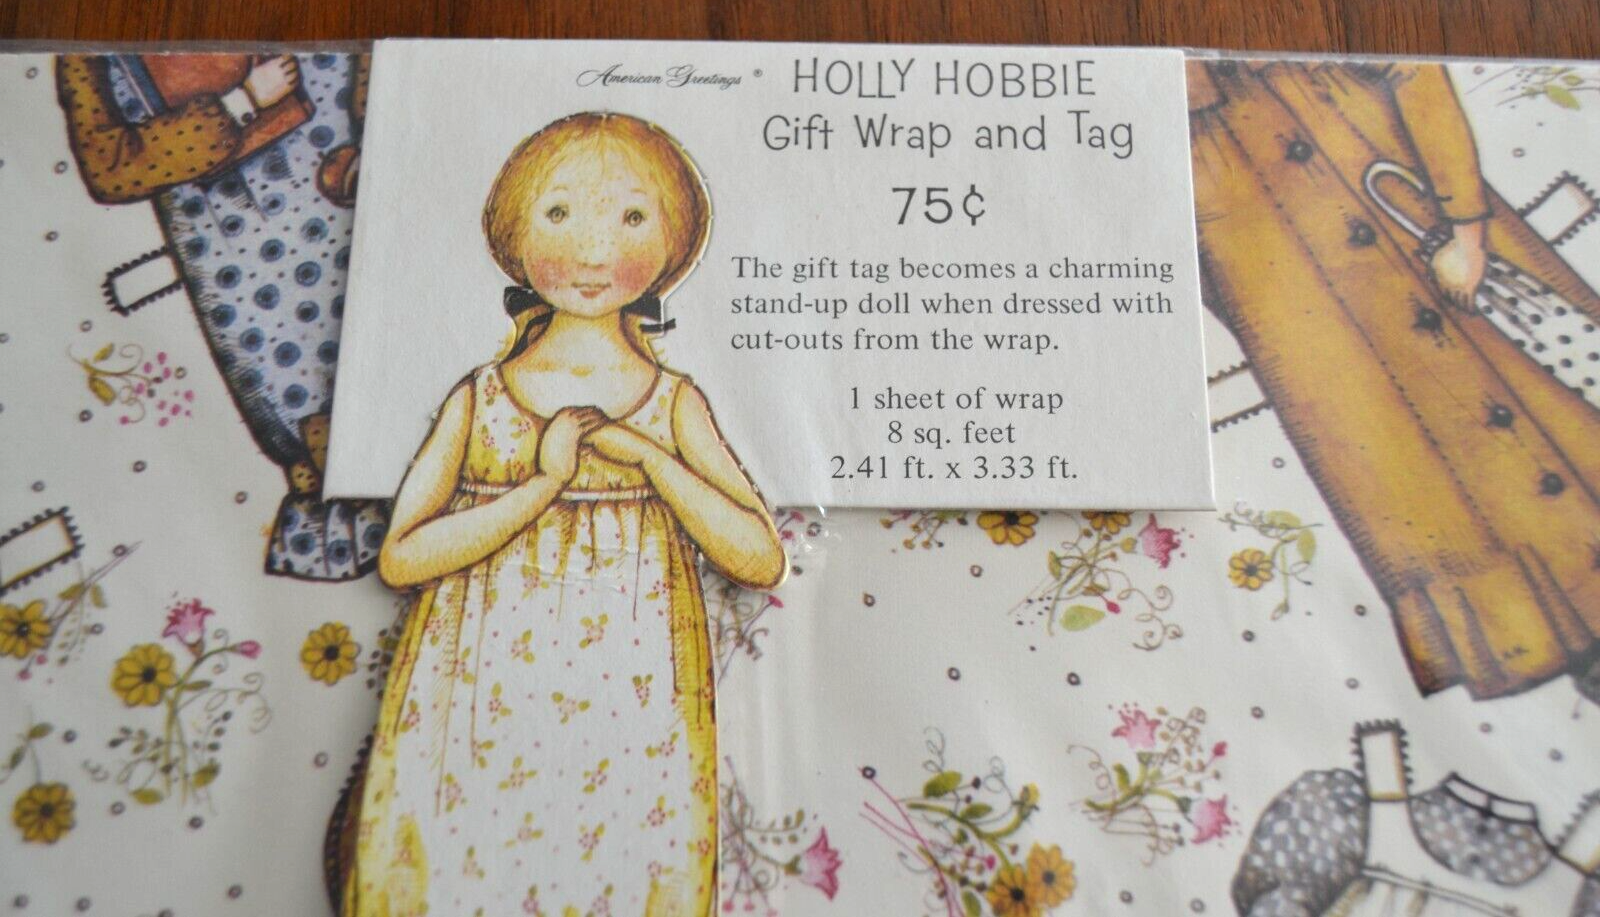 American Greetings ®
HOLLY HOBBIE
Gift Wrap and Tag
75¢
The gift tag becomes a charming
stand-up doll when dressed with
cut-outs from the wrap.
1 sheet of wrap
8 sq. feet
2.41 ft. x 3.33 ft.